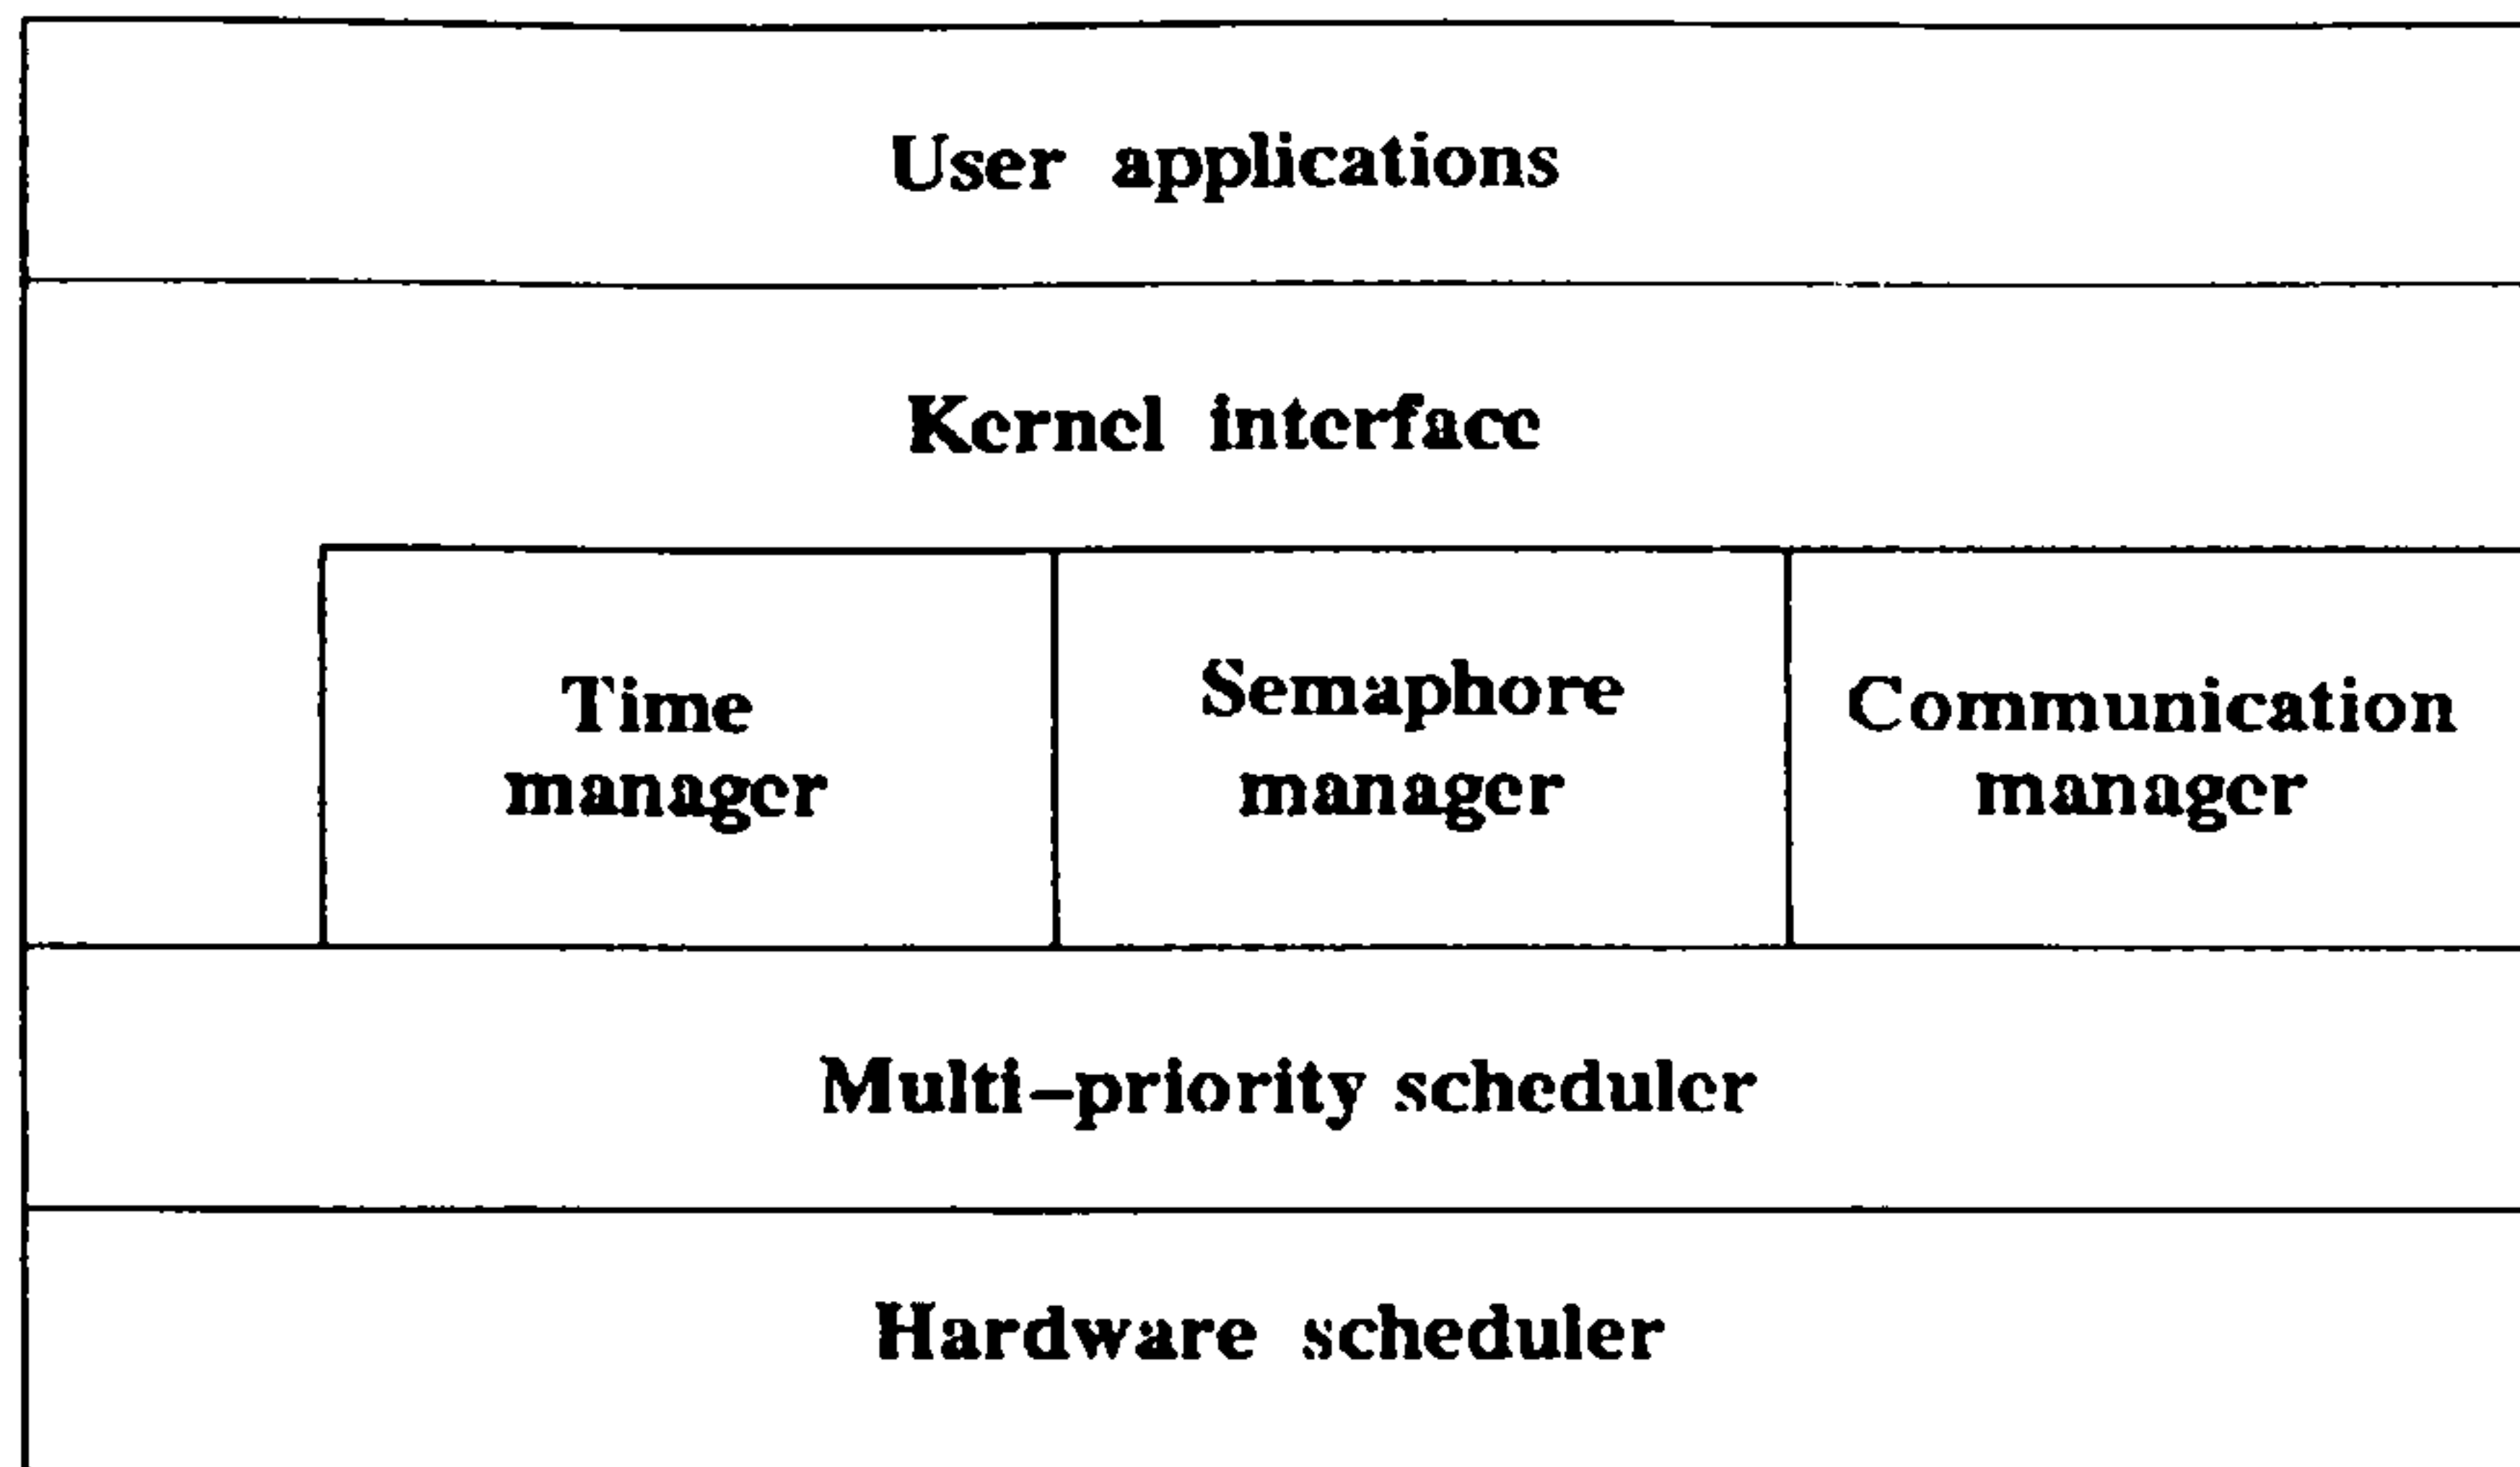 User applications
Kernel interface
Time
manager
Semaphore
manager
Communication
manager
Multi-priority scheduler
Hardware scheduler